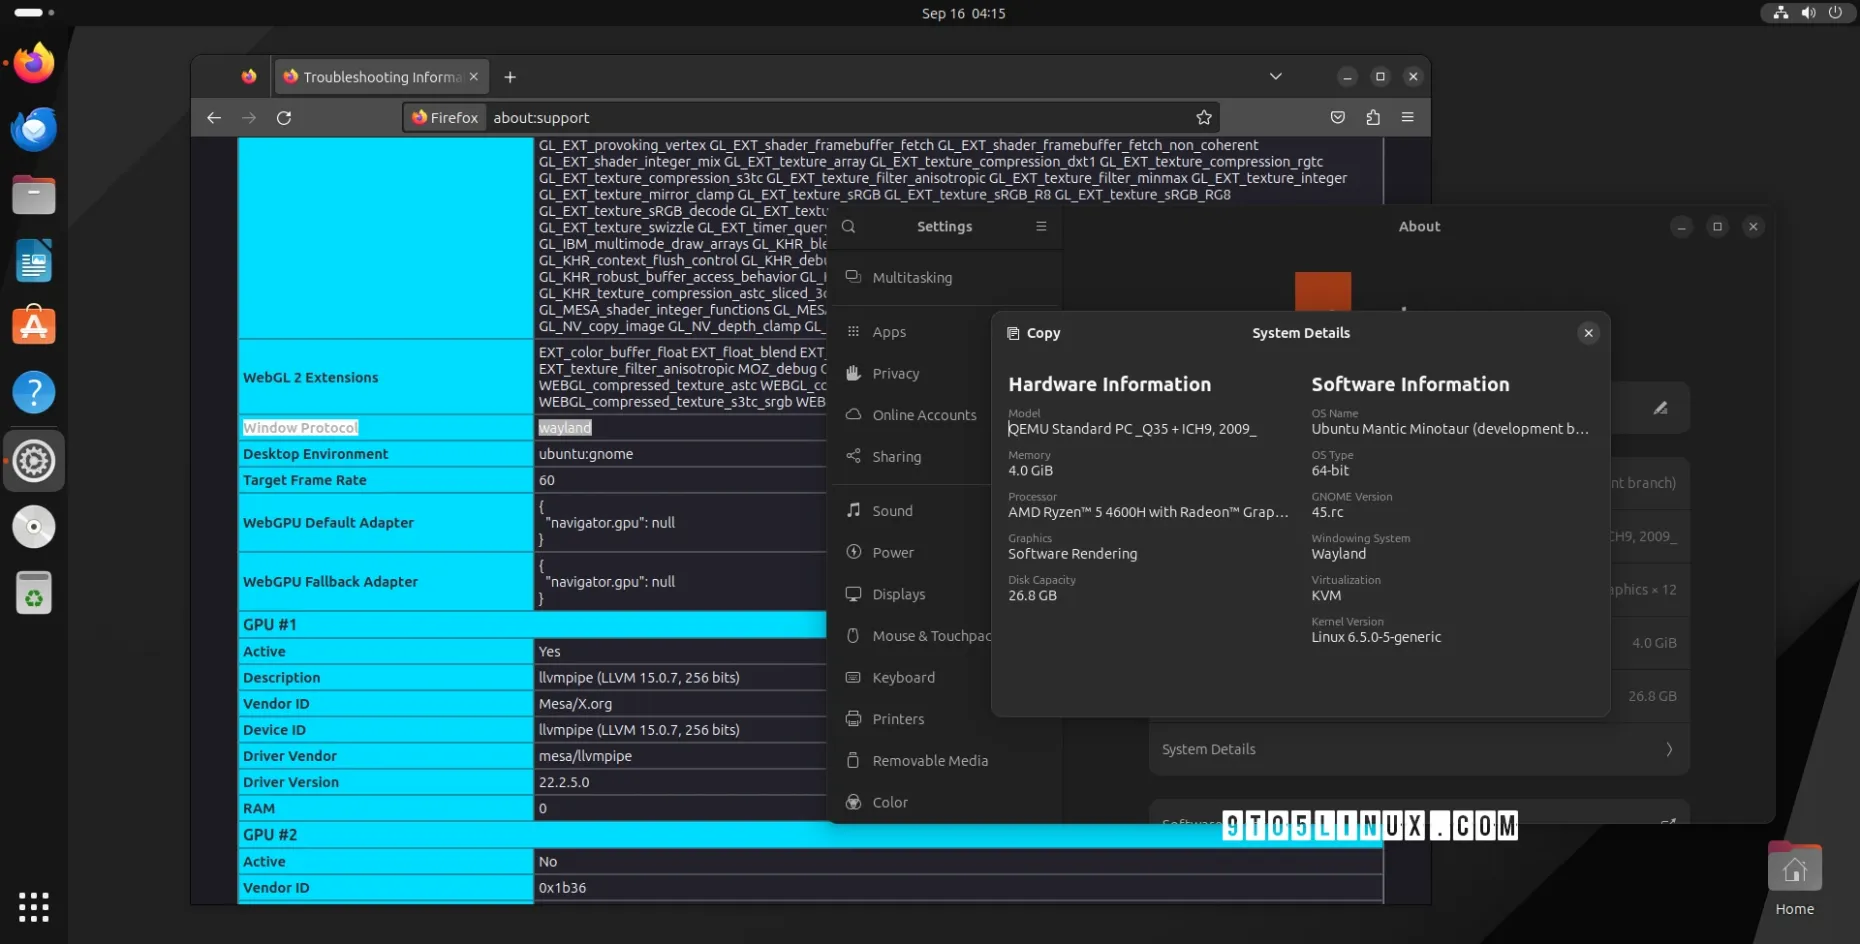 Sep 16 04:15
Troubleshooting Informa
Firefox
about:support
GL_EXT_provoking_vertex GL_EXT_shader_framebuffer_fetch GL_EXT_shader_framebuffer_fetch_non_coherent
GL_EXT_shader_integer_mix GL_EXT_texture_array GL_EXT_texture_compression_dxt1 GL_EXT_texture_compression_rgtc
GL_EXT_texture_compression_s3tc GL_EXT_texture_filter_anisotropic GL_EXT_texture_filter_minmax GL_EXT_texture_integer
GL_EXT_texture_mirror_clamp GL_EXT_texture_sRGB GL_EXT_texture_sRGB_R8 GL_EXT_texture_sRGB_RG8
GL_EXT_texture_sRGB_decode GL_EXT_textu
GL_EXT_texture_swizzle GL_EXT_timer_query
GL_IBM_multimode_draw_arrays GL_KHR_ble
GL_KHR_context_flush_control GL_KHR_debu
GL_KHR_robust_buffer_access_behavior GL_
GL_KHR_texture_compression_astc_sliced_3d
GL_MESA_shader_integer_functions GL_MESA
GL_NV_copy_image GL_NV_depth_clamp GL_
WebGL 2 Extensions
EXT_color_buffer_float EXT_float_blend EXT_
EXT_texture_filter_anisotropic MOZ_debug
WEBGL_compressed_texture_astc WEBGL_co
WEBGL_compressed_texture_s3tc_srgb WEB
Window Protocol
wayland
Desktop Environment
ubuntu:gnome
Target Frame Rate
60
WebGPU Default Adapter
{
"navigator.gpu": null
}
WebGPU Fallback Adapter
{
"navigator.gpu": null
}
GPU #1
Active
Yes
Description
llvmpipe (LLVM 15.0.7, 256 bits)
Vendor ID
Mesa/X.org
Device ID
llvmpipe (LLVM 15.0.7, 256 bits)
Driver Vendor
mesa/llvmpipe
Driver Version
22.2.5.0
RAM
0
GPU #2
Active
No
Vendor ID
0x1b36
Settings
Multitasking
Apps
Privacy
Online Accounts
Sharing
Sound
Power
Displays
Mouse & Touchpad
Keyboard
Printers
Removable Media
Color
About
Copy
System Details
Hardware Information
Model
QEMU Standard PC _Q35 + ICH9, 2009_
Memory
4.0 GiB
Processor
AMD Ryzen™ 5 4600H with Radeon™ Grap…
Graphics
Software Rendering
Disk Capacity
26.8 GB
Software Information
OS Name
Ubuntu Mantic Minotaur (development b…
OS Type
64-bit
GNOME Version
45.rc
Windowing System
Wayland
Virtualization
KVM
Kernel Version
Linux 6.5.0-5-generic
nt branch)
CH9, 2009_
aphics × 12
4.0 GiB
26.8 GB
System Details
9TO5LINUX.COM
Home